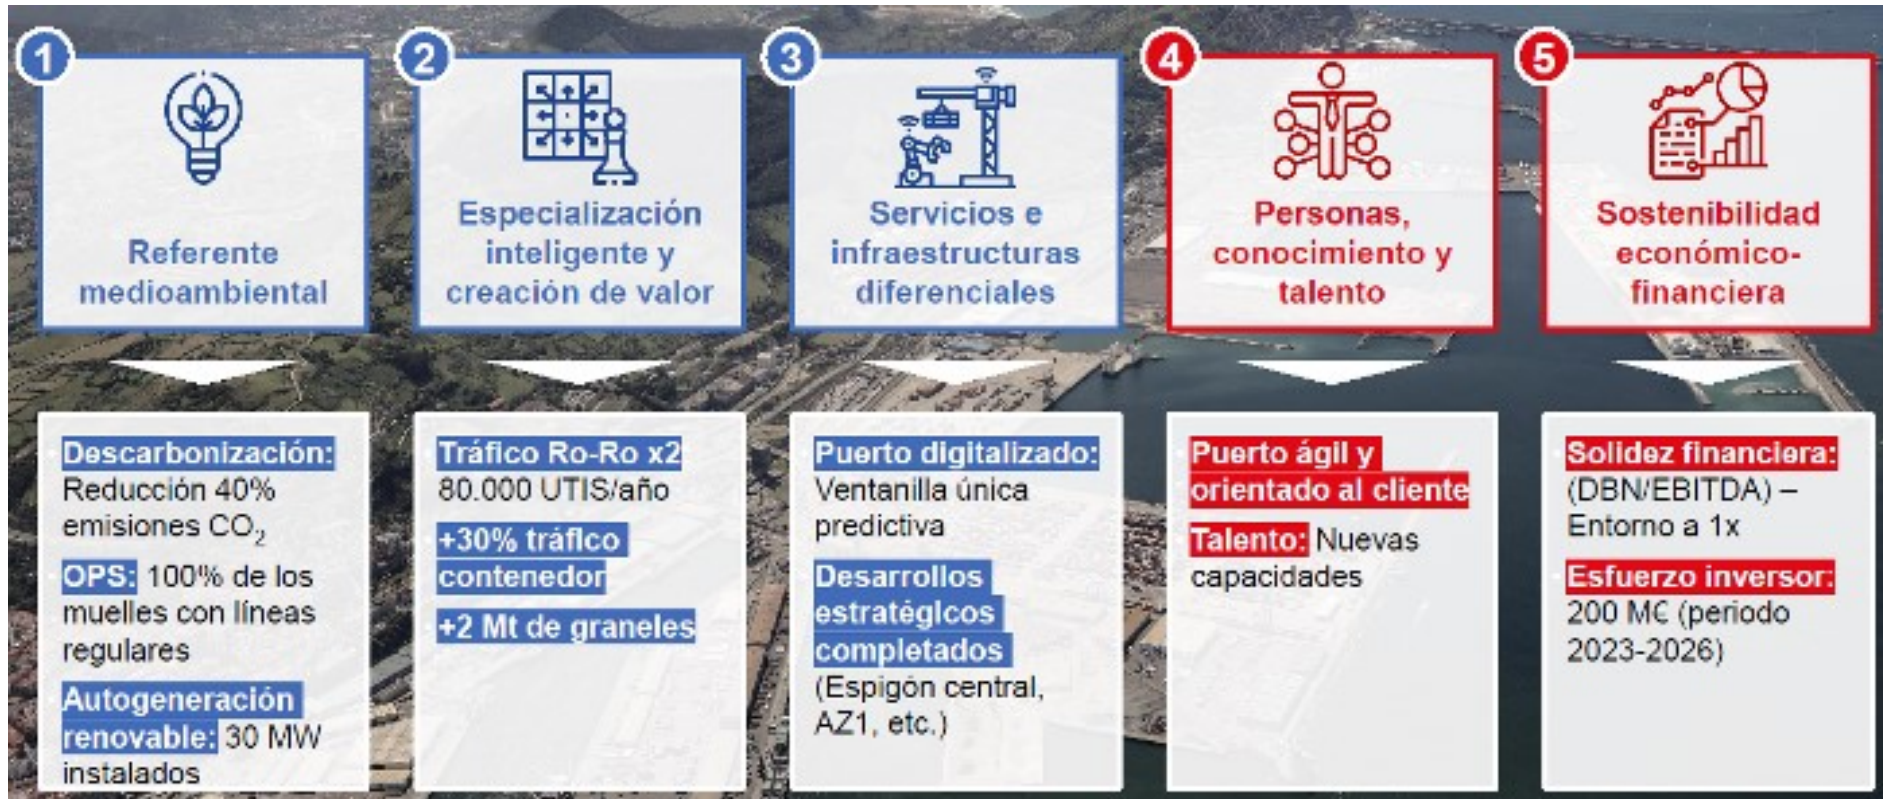 1
Referente
medioambiental
Descarbonización:
Reducción 40%
emisiones CO₂
OPS: 100% de los
muelles con líneas
regulares
Autogeneración
renovable: 30 MW
instalados
2
Especialización
inteligente y
creación de valor
Tráfico Ro-Ro x2
80.000 UTIS/año
+30% tráfico
contenedor
+2 Mt de graneles
3
Servicios e
infraestructuras
diferenciales
Puerto digitalizado:
Ventanilla única
predictiva
Desarrollos
estratégicos
completados
(Espigón central,
AZ1, etc.)
4
Personas,
conocimiento y
talento
Puerto ágil y
orientado al cliente
Talento: Nuevas
capacidades
5
Sostenibilidad
económico-
financiera
Solidez financiera:
(DBN/EBITDA) –
Entorno a 1x
Esfuerzo inversor:
200 M€ (periodo
2023-2026)